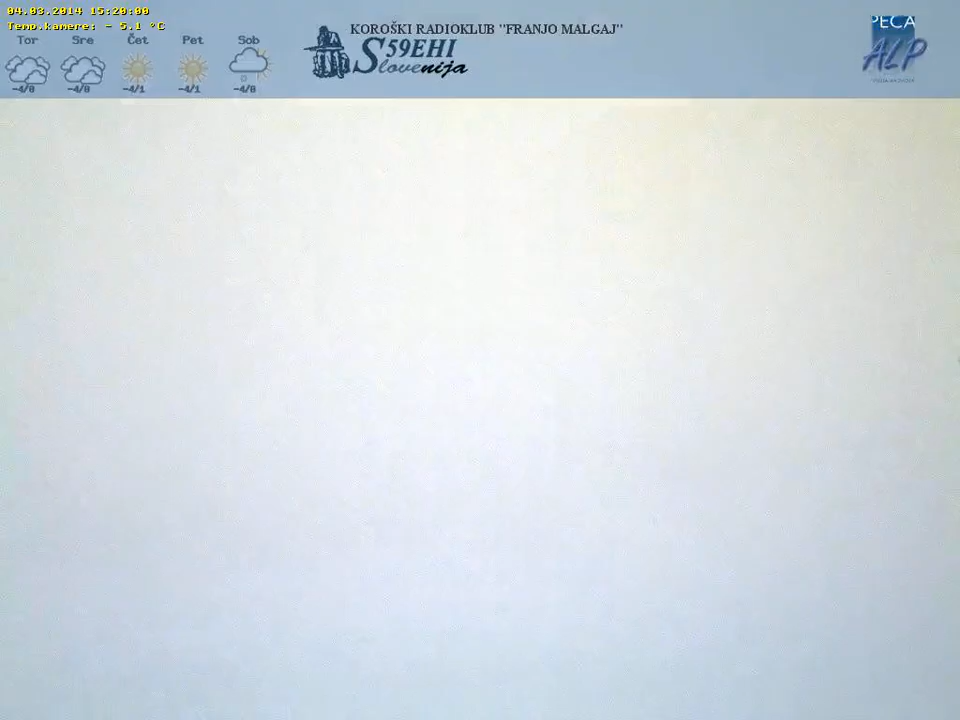 04.03.2014 15:20:00
Temp.kamere: - 5.1 °C
Tor Sre Čet Pet Sob
-4/0 -4/0 -4/1 -4/1 -4/0
KOROŠKI RADIOKLUB "FRANJO MALGAJ"
S59EHI
Slovenija
PECA
ALP